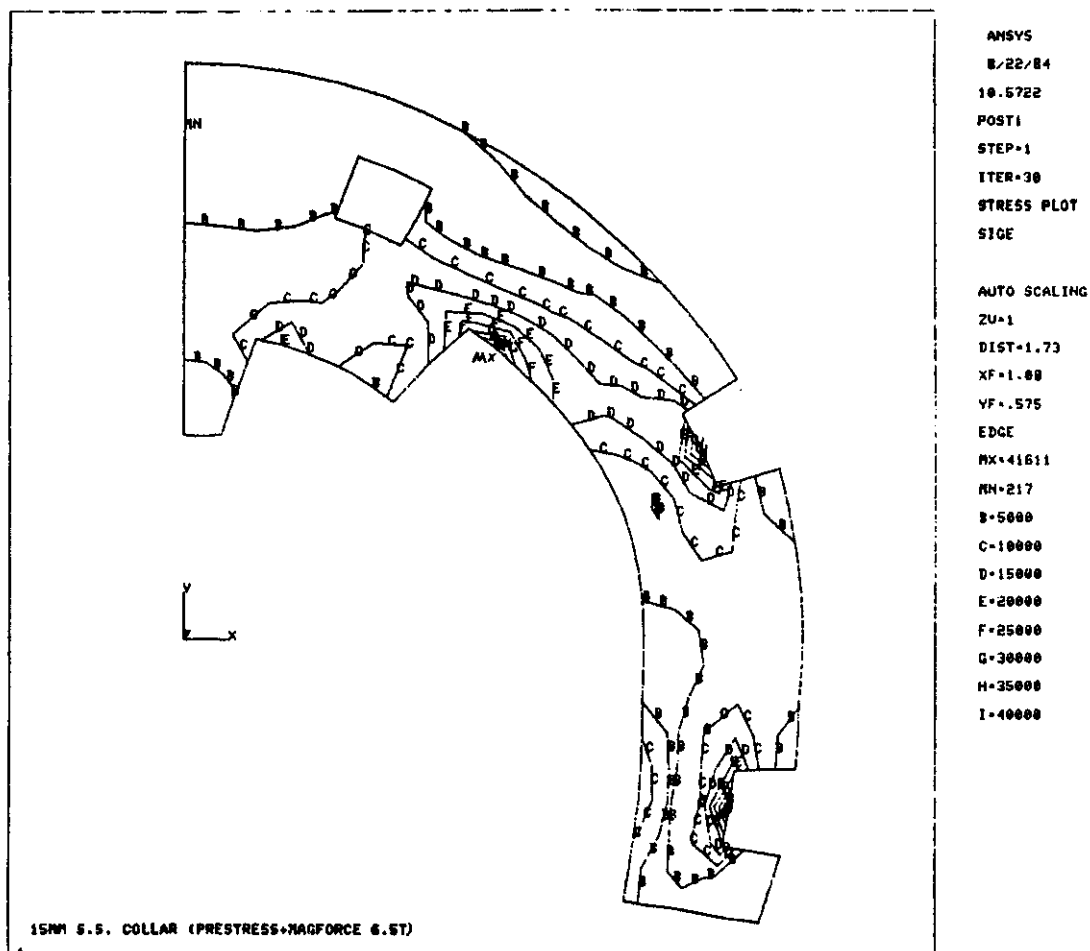 ANSYS
8/22/84
10.5722
POST1
STEP=1
ITER=30
STRESS PLOT
SIGE
AUTO SCALING
ZV=1
DIST=1.73
XF=1.08
YF=.575
EDGE
MX=41611
MN=217
B=5000
C=10000
D=15000
E=20000
F=25000
G=30000
H=35000
I=40000
MN
MX
Y
X
15MM S.S. COLLAR (PRESTRESS+MAGFORCE 6.5T)